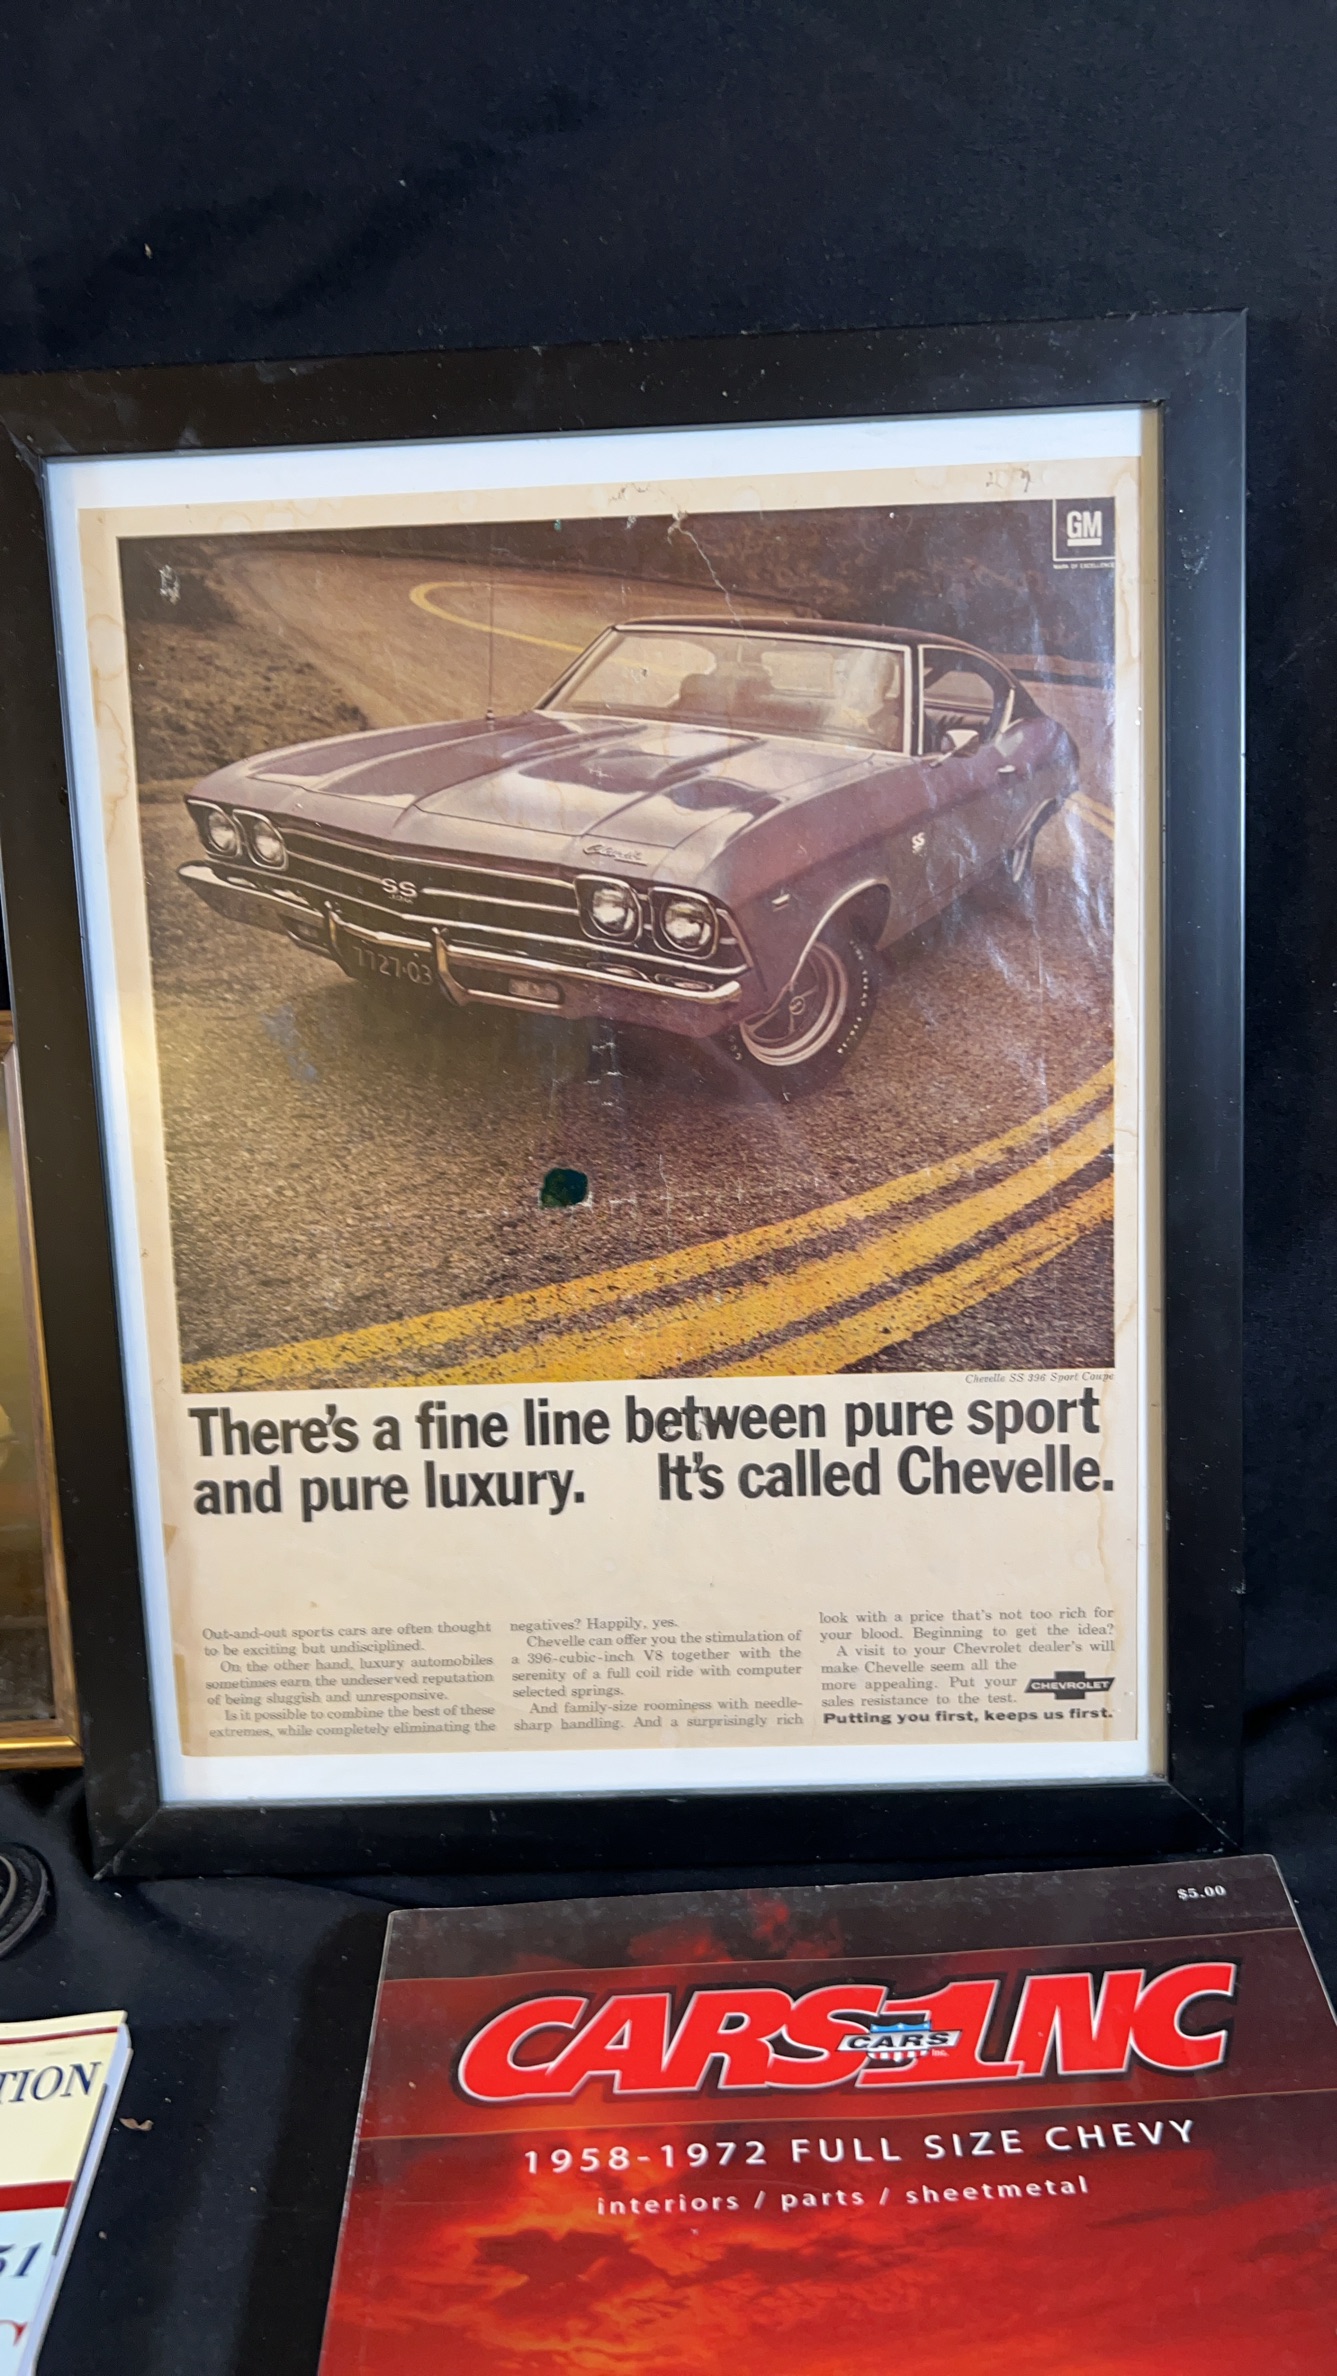 GM
MARK OF EXCELLENCE
Chevrolet
SS
SS
7727·03
Chevelle SS 396 Sport Coupe
There's a fine line between pure sport
and pure luxury. It's called Chevelle.
Out-and-out sports cars are often thought
to be exciting but undisciplined.
On the other hand, luxury automobiles
sometimes earn the undeserved reputation
of being sluggish and unresponsive.
Is it possible to combine the best of these
extremes, while completely eliminating the
negatives? Happily, yes.
Chevelle can offer you the stimulation of
a 396-cubic-inch V8 together with the
serenity of a full coil ride with computer
selected springs.
And family-size roominess with needle-
sharp handling. And a surprisingly rich
look with a price that's not too rich for
your blood. Beginning to get the idea?
A visit to your Chevrolet dealer's will
make Chevelle seem all the
more appealing. Put your
sales resistance to the test.
CHEVROLET
Putting you first, keeps us first.
$5.00
CARS INC
CARS
Inc.
1958-1972 FULL SIZE CHEVY
interiors / parts / sheetmetal
TION
51